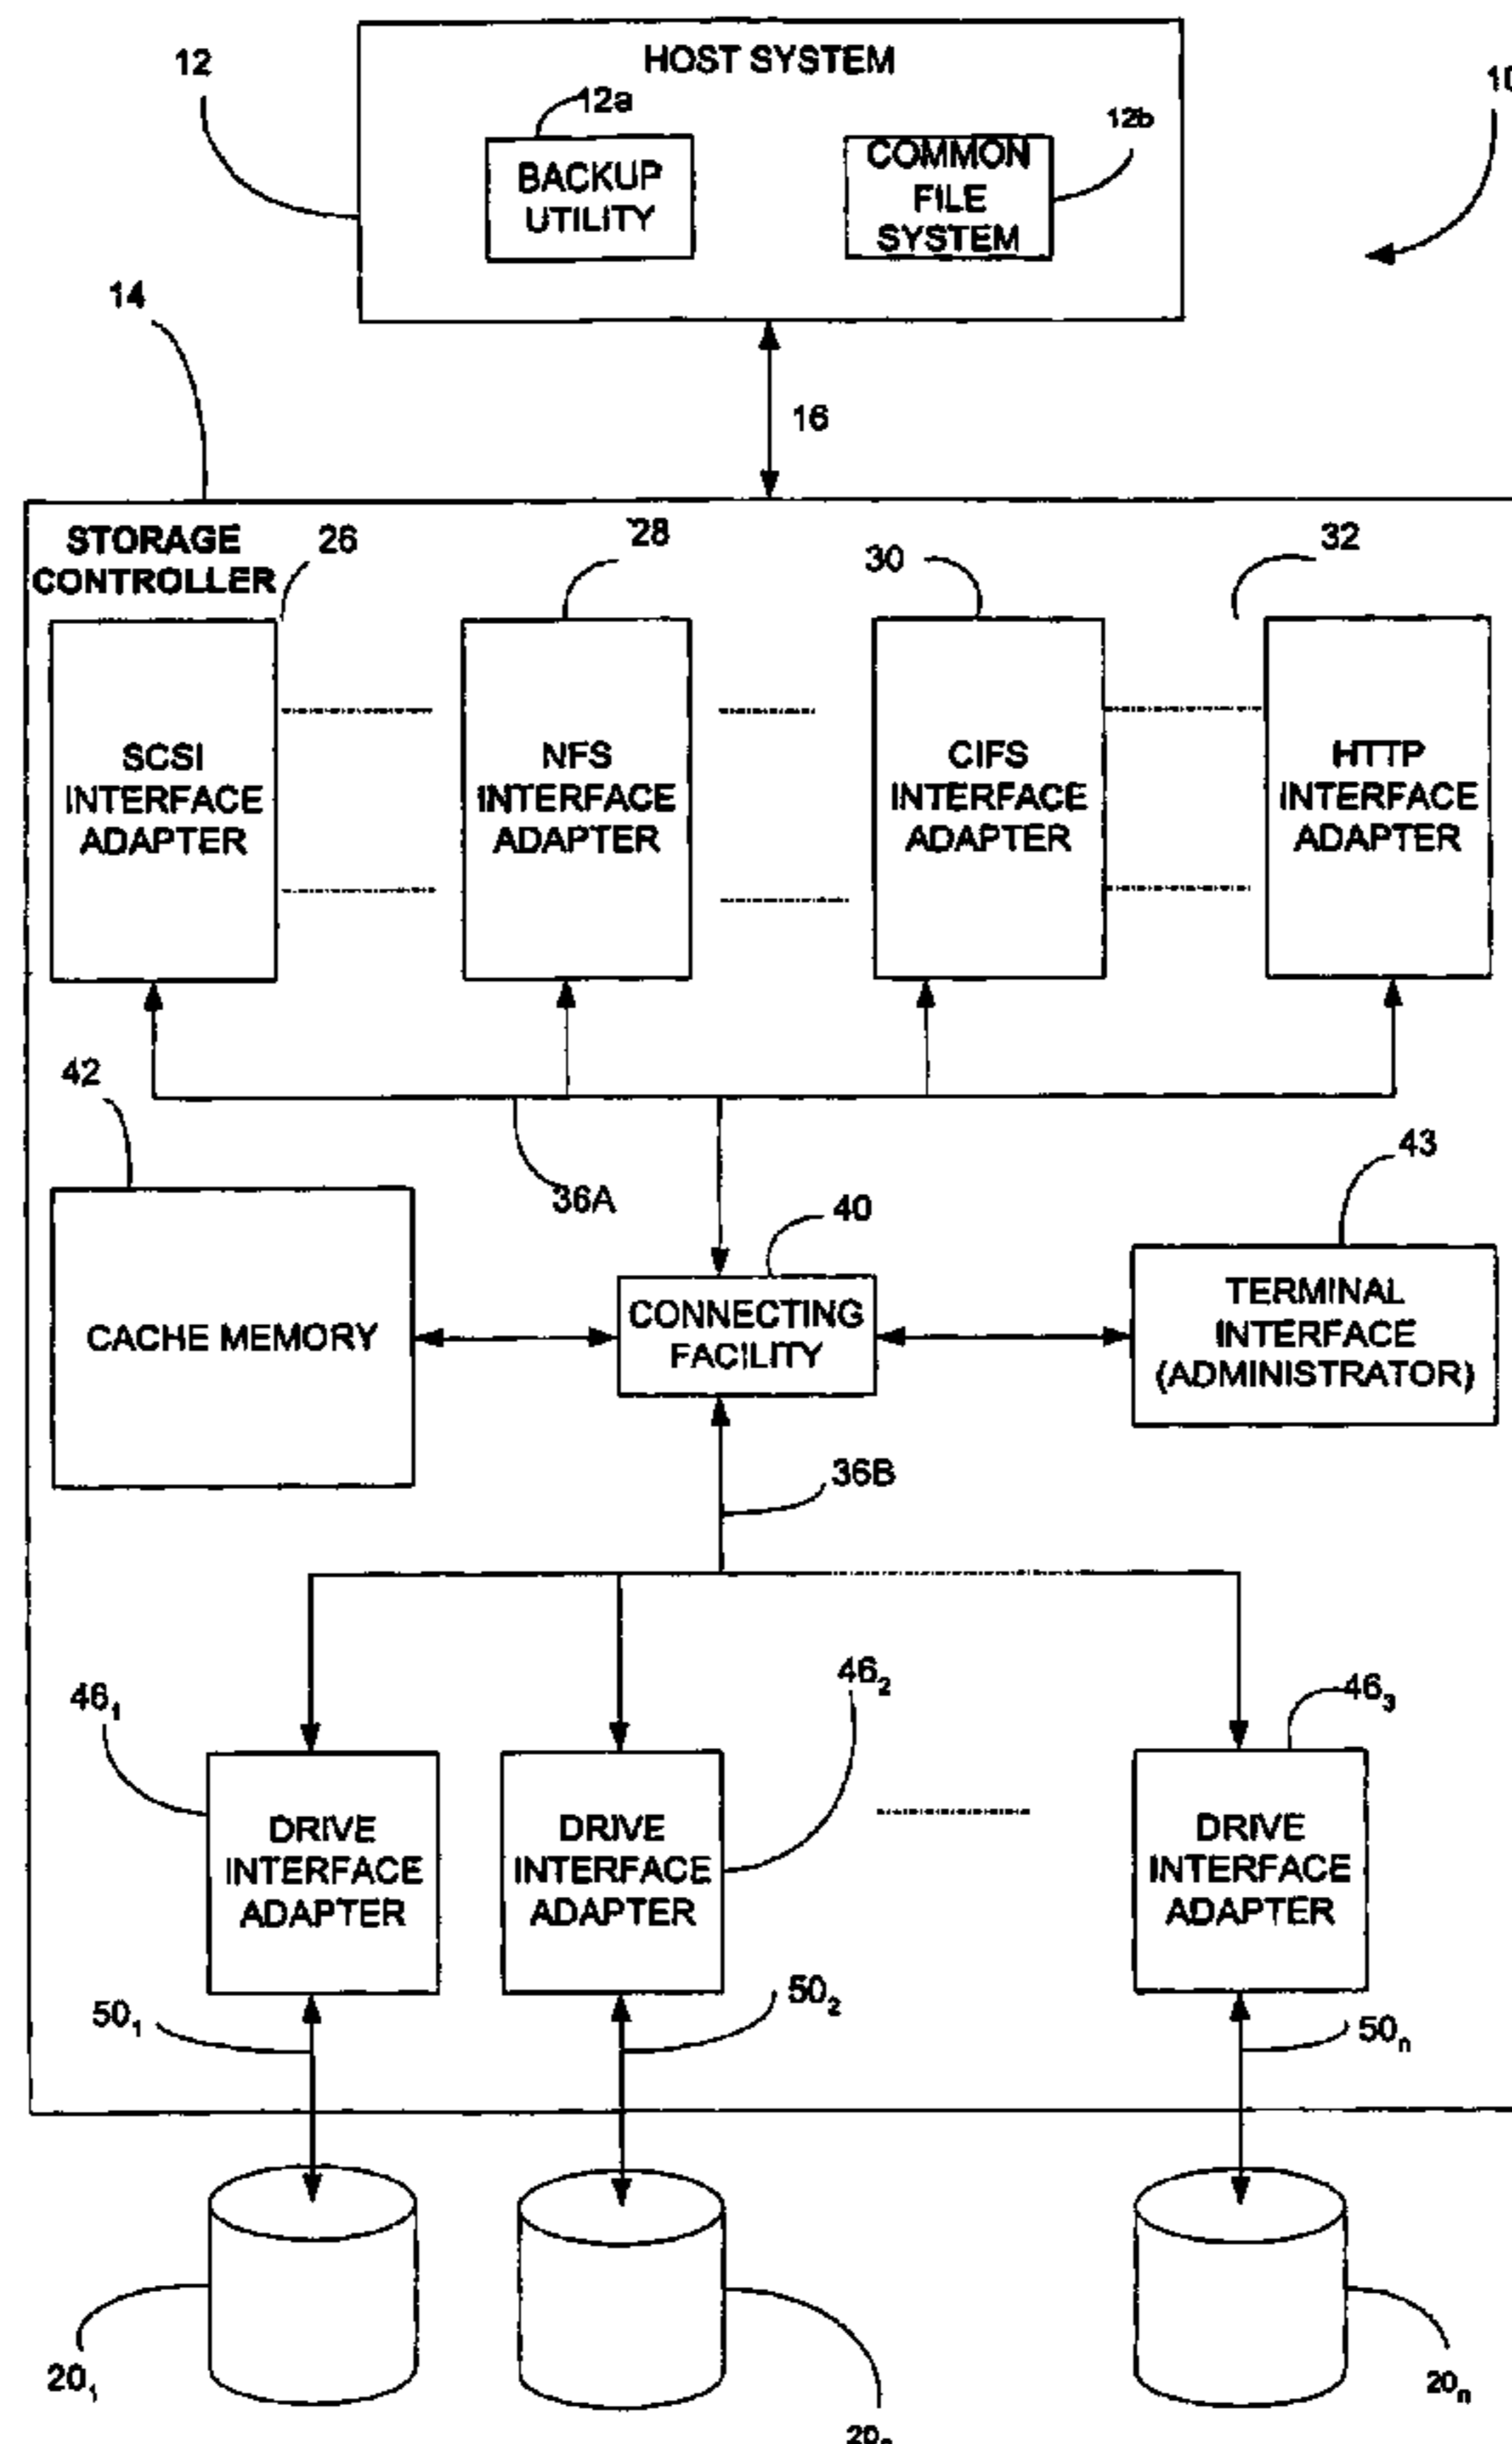 HOST SYSTEM
12
12a
12b
BACKUP
UTILITY
COMMON
FILE
SYSTEM
14
16
STORAGE
CONTROLLER
26
28
30
32
SCSI
INTERFACE
ADAPTER
NFS
INTERFACE
ADAPTER
CIFS
INTERFACE
ADAPTER
HTTP
INTERFACE
ADAPTER
42
36A
40
43
CACHE MEMORY
CONNECTING
FACILITY
TERMINAL
INTERFACE
(ADMINISTRATOR)
36B
46₁
46₂
46₃
DRIVE
INTERFACE
ADAPTER
DRIVE
INTERFACE
ADAPTER
DRIVE
INTERFACE
ADAPTER
50₁
50₂
50ₙ
20₁
20ₙ